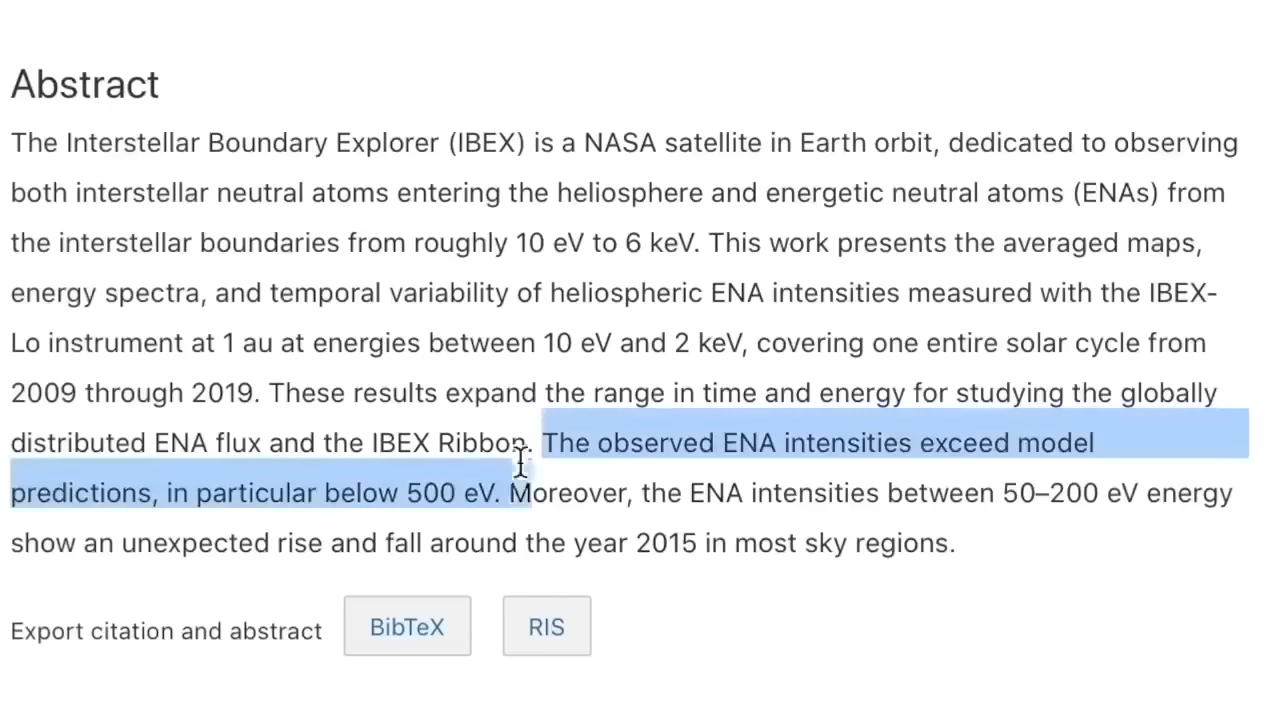 Abstract
The Interstellar Boundary Explorer (IBEX) is a NASA satellite in Earth orbit, dedicated to observing
both interstellar neutral atoms entering the heliosphere and energetic neutral atoms (ENAs) from
the interstellar boundaries from roughly 10 eV to 6 keV. This work presents the averaged maps,
energy spectra, and temporal variability of heliospheric ENA intensities measured with the IBEX-
Lo instrument at 1 au at energies between 10 eV and 2 keV, covering one entire solar cycle from
2009 through 2019. These results expand the range in time and energy for studying the globally
distributed ENA flux and the IBEX Ribbon. The observed ENA intensities exceed model
predictions, in particular below 500 eV. Moreover, the ENA intensities between 50–200 eV energy
show an unexpected rise and fall around the year 2015 in most sky regions.
Export citation and abstract BibTeX RIS